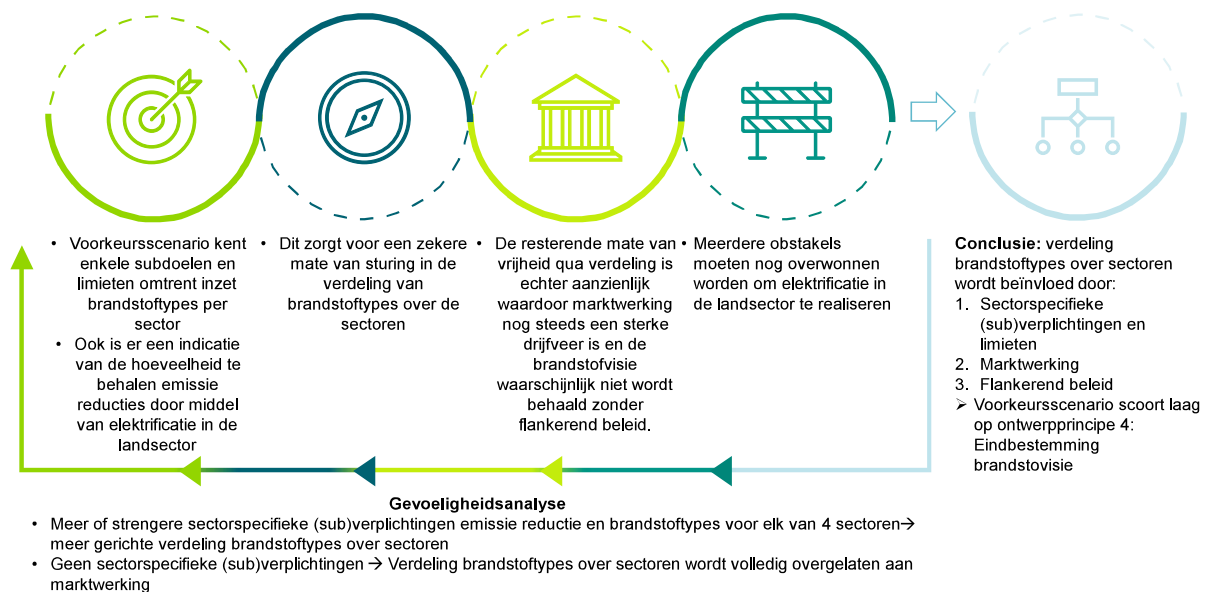 • Voorkeursscenario kent
enkele subdoelen en
limieten omtrent inzet
brandstoftypes per
sector
• Ook is er een indicatie
van de hoeveelheid te
behalen emissie
reducties door middel
van elektrificatie in de
landsector
• Dit zorgt voor een zekere
mate van sturing in de
verdeling van
brandstoftypes over de
sectoren
• De resterende mate van
vrijheid qua verdeling is
echter aanzienlijk
waardoor marktwerking
nog steeds een sterke
drijfveer is en de
brandstofvisie
waarschijnlijk niet wordt
behaald zonder
flankerend beleid.
• Meerdere obstakels
moeten nog overwonnen
worden om elektrificatie in
de landsector te realiseren
Conclusie: verdeling
brandstoftypes over sectoren
wordt beïnvloed door:
1. Sectorspecifieke
(sub)verplichtingen en
limieten
2. Marktwerking
3. Flankerend beleid
➢ Voorkeursscenario scoort laag
op ontwerpprincipe 4:
Eindbestemming
brandstovisie
Gevoeligheidsanalyse
• Meer of strengere sectorspecifieke (sub)verplichtingen emissie reductie en brandstoftypes voor elk van 4 sectoren→
meer gerichte verdeling brandstoftypes over sectoren
• Geen sectorspecifieke (sub)verplichtingen → Verdeling brandstoftypes over sectoren wordt volledig overgelaten aan
marktwerking